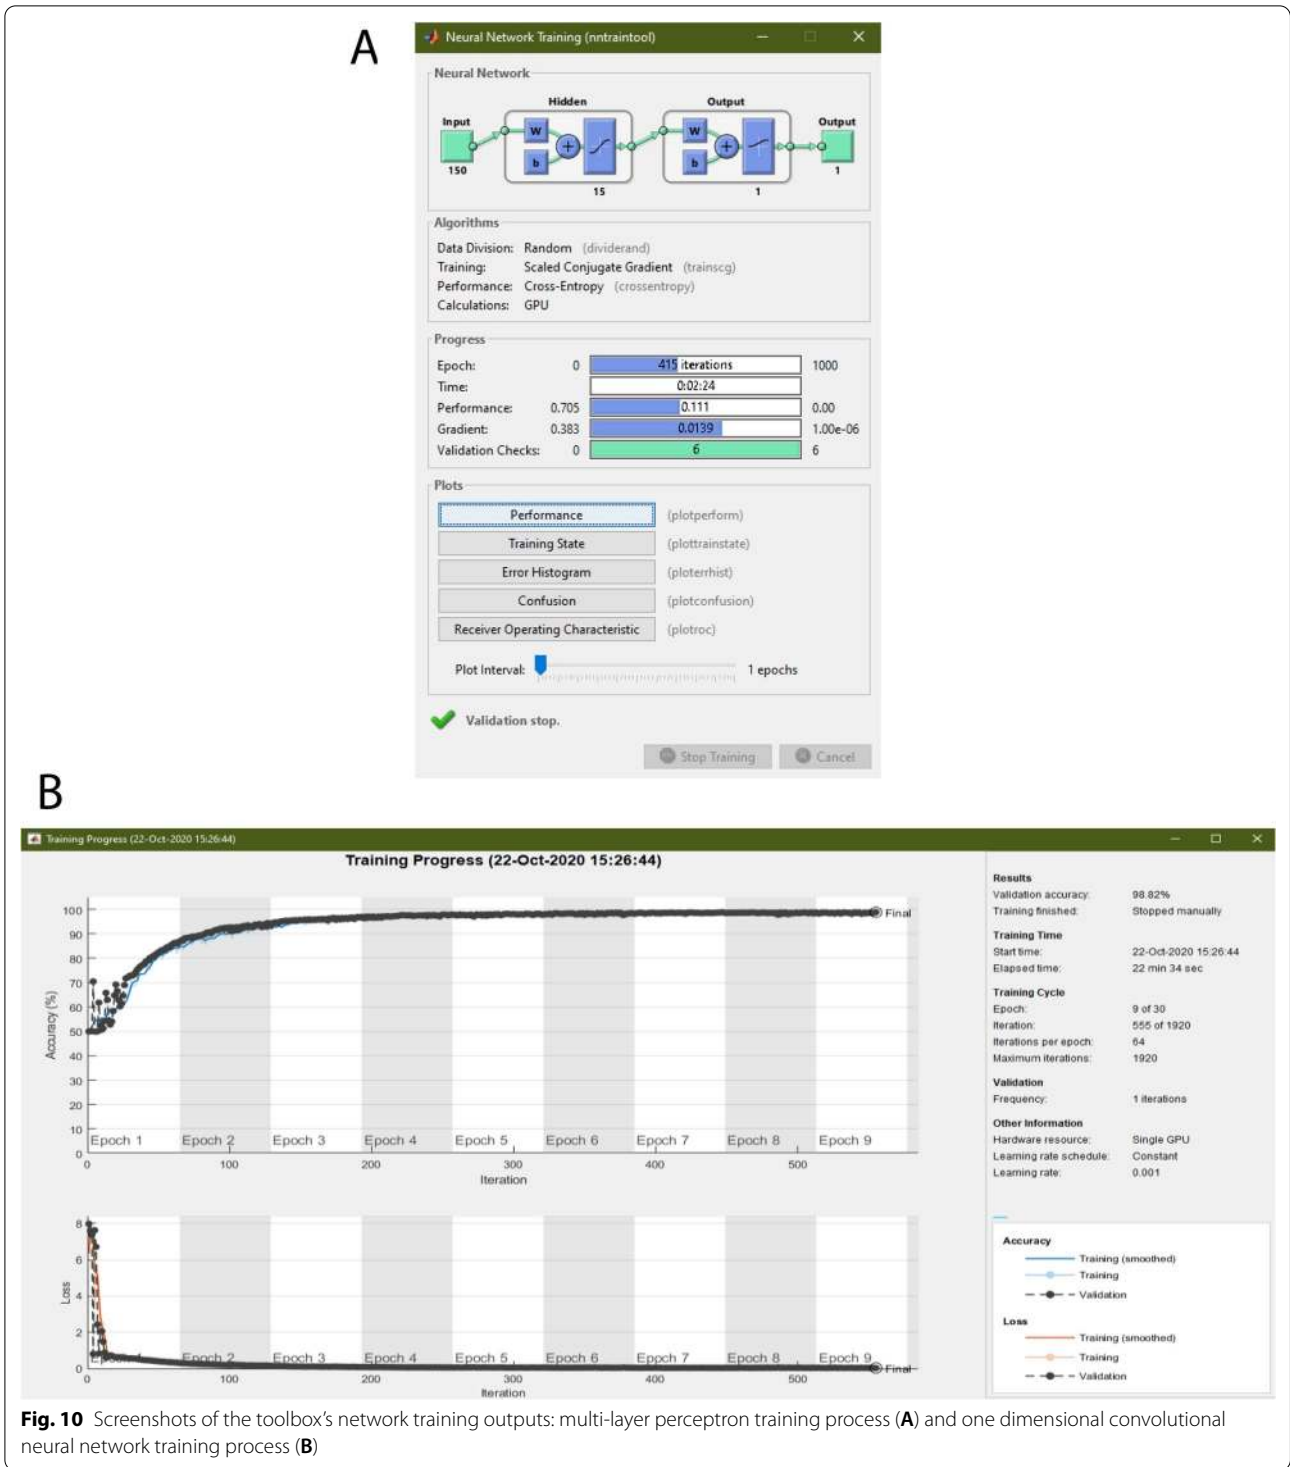 A
Neural Network Training (nntraintool)
Neural Network
Hidden Output
Input Output
W W
b b
150 1
15 1
Algorithms
Data Division: Random (dividerand)
Training: Scaled Conjugate Gradient (trainscg)
Performance: Cross-Entropy (crossentropy)
Calculations: GPU
Progress
Epoch: 0 415 iterations 1000
Time: 0:02:24
Performance: 0.705 0.111 0.00
Gradient: 0.383 0.0139 1.00e-06
Validation Checks: 0 6 6
Plots
Performance (plotperform)
Training State (plottrainstate)
Error Histogram (ploterrhist)
Confusion (plotconfusion)
Receiver Operating Characteristic (plotroc)
Plot Interval: 1 epochs
Validation stop.
Stop Training Cancel
B
Training Progress (22-Oct-2020 15:26:44)
Training Progress (22-Oct-2020 15:26:44)
Accuracy (%)
100
90
80
70
60
50
40
30
20
10
0
Final
Epoch 1 Epoch 2 Epoch 3 Epoch 4 Epoch 5 Epoch 6 Epoch 7 Epoch 8 Epoch 9
0 100 200 300 400 500
Iteration
Loss
8
6
4
2
0
Epoch 1 Epoch 2 Epoch 3 Epoch 4 Epoch 5 Epoch 6 Epoch 7 Epoch 8 Epoch 9
Final
0 100 200 300 400 500
Iteration
Results
Validation accuracy: 98.82%
Training finished: Stopped manually
Training Time
Start time: 22-Oct-2020 15:26:44
Elapsed time: 22 min 34 sec
Training Cycle
Epoch: 9 of 30
Iteration: 555 of 1920
Iterations per epoch: 64
Maximum iterations: 1920
Validation
Frequency: 1 iterations
Other Information
Hardware resource: Single GPU
Learning rate schedule: Constant
Learning rate: 0.001
Accuracy
Training (smoothed)
Training
Validation
Loss
Training (smoothed)
Training
Validation
Fig. 10 Screenshots of the toolbox's network training outputs: multi-layer perceptron training process (A) and one dimensional convolutional
neural network training process (B)